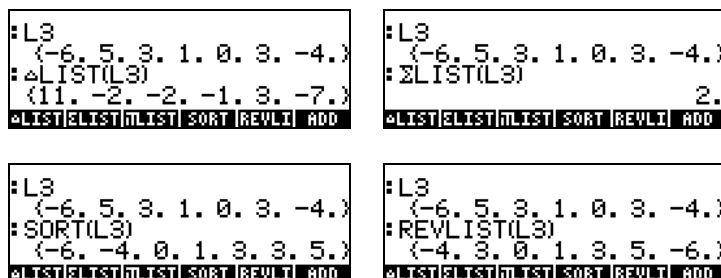 :L3
{-6. 5. 3. 1. 0. 3. -4.}
:ΔLIST(L3)
{11. -2. -2. -1. 3. -7.}
ΔLIST ΣLIST ΠLIST SORT REVLI ADD
:L3
{-6. 5. 3. 1. 0. 3. -4.}
:ΣLIST(L3)
2.
ΔLIST ΣLIST ΠLIST SORT REVLI ADD
:L3
{-6. 5. 3. 1. 0. 3. -4.}
:SORT(L3)
{-6. -4. 0. 1. 3. 3. 5.}
ΔLIST ΣLIST ΠLIST SORT REVLI ADD
:L3
{-6. 5. 3. 1. 0. 3. -4.}
:REVLIST(L3)
{-4. 3. 0. 1. 3. 5. -6.}
ΔLIST ΣLIST ΠLIST SORT REVLI ADD